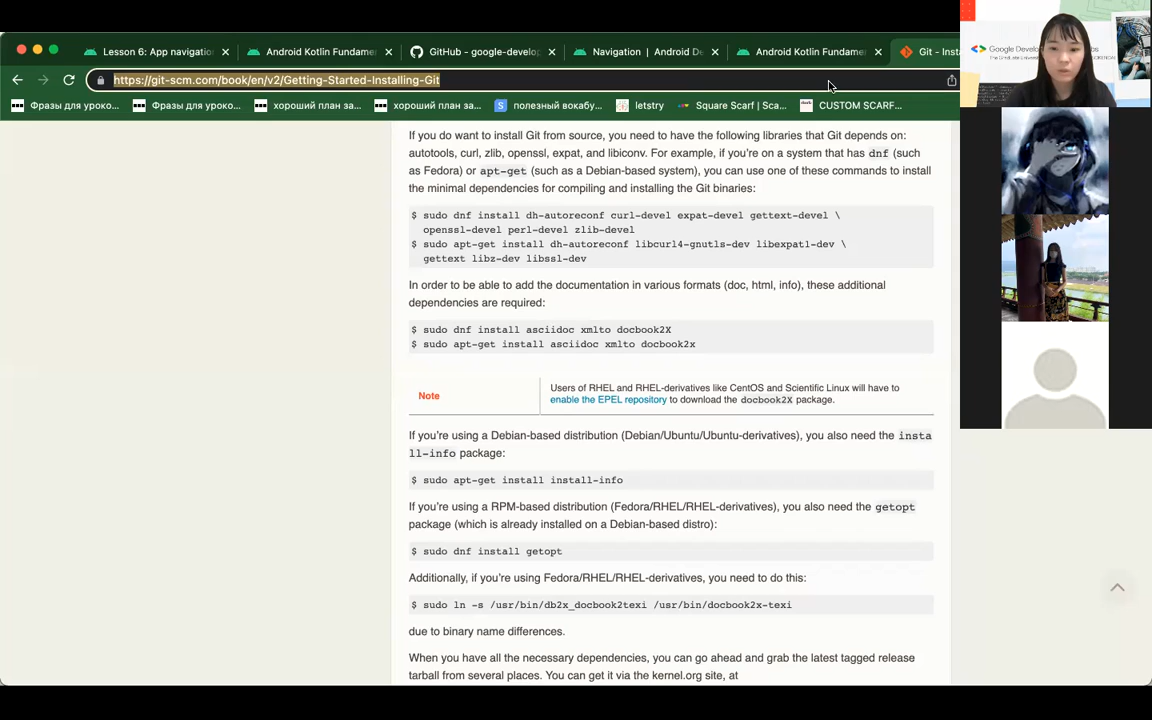 Lesson 6: App navigatio
Android Kotlin Fundame
GitHub - google-develop
Navigation | Android De
Android Kotlin Fundame
Git - Insta
https://git-scm.com/book/en/v2/Getting-Started-Installing-Git
Фразы для уроко...
Фразы для уроко...
хороший план за...
хороший план за...
полезный вокабу...
letstry
Square Scarf | Sca...
CUSTOM SCARF...
If you do want to install Git from source, you need to have the following libraries that Git depends on:
autotools, curl, zlib, openssl, expat, and libiconv. For example, if you're on a system that has dnf (such
as Fedora) or apt-get (such as a Debian-based system), you can use one of these commands to install
the minimal dependencies for compiling and installing the Git binaries:
$ sudo dnf install dh-autoreconf curl-devel expat-devel gettext-devel \
openssl-devel perl-devel zlib-devel
$ sudo apt-get install dh-autoreconf libcurl4-gnutls-dev libexpat1-dev \
gettext libz-dev libssl-dev
In order to be able to add the documentation in various formats (doc, html, info), these additional
dependencies are required:
$ sudo dnf install asciidoc xmlto docbook2X
$ sudo apt-get install asciidoc xmlto docbook2x
Note
Users of RHEL and RHEL-derivatives like CentOS and Scientific Linux will have to
enable the EPEL repository to download the docbook2X package.
If you're using a Debian-based distribution (Debian/Ubuntu/Ubuntu-derivatives), you also need the insta
ll-info package:
$ sudo apt-get install install-info
If you're using a RPM-based distribution (Fedora/RHEL/RHEL-derivatives), you also need the getopt
package (which is already installed on a Debian-based distro):
$ sudo dnf install getopt
Additionally, if you're using Fedora/RHEL/RHEL-derivatives, you need to do this:
$ sudo ln -s /usr/bin/db2x_docbook2texi /usr/bin/docbook2x-texi
due to binary name differences.
When you have all the necessary dependencies, you can go ahead and grab the latest tagged release
tarball from several places. You can get it via the kernel.org site, at
Google Develo